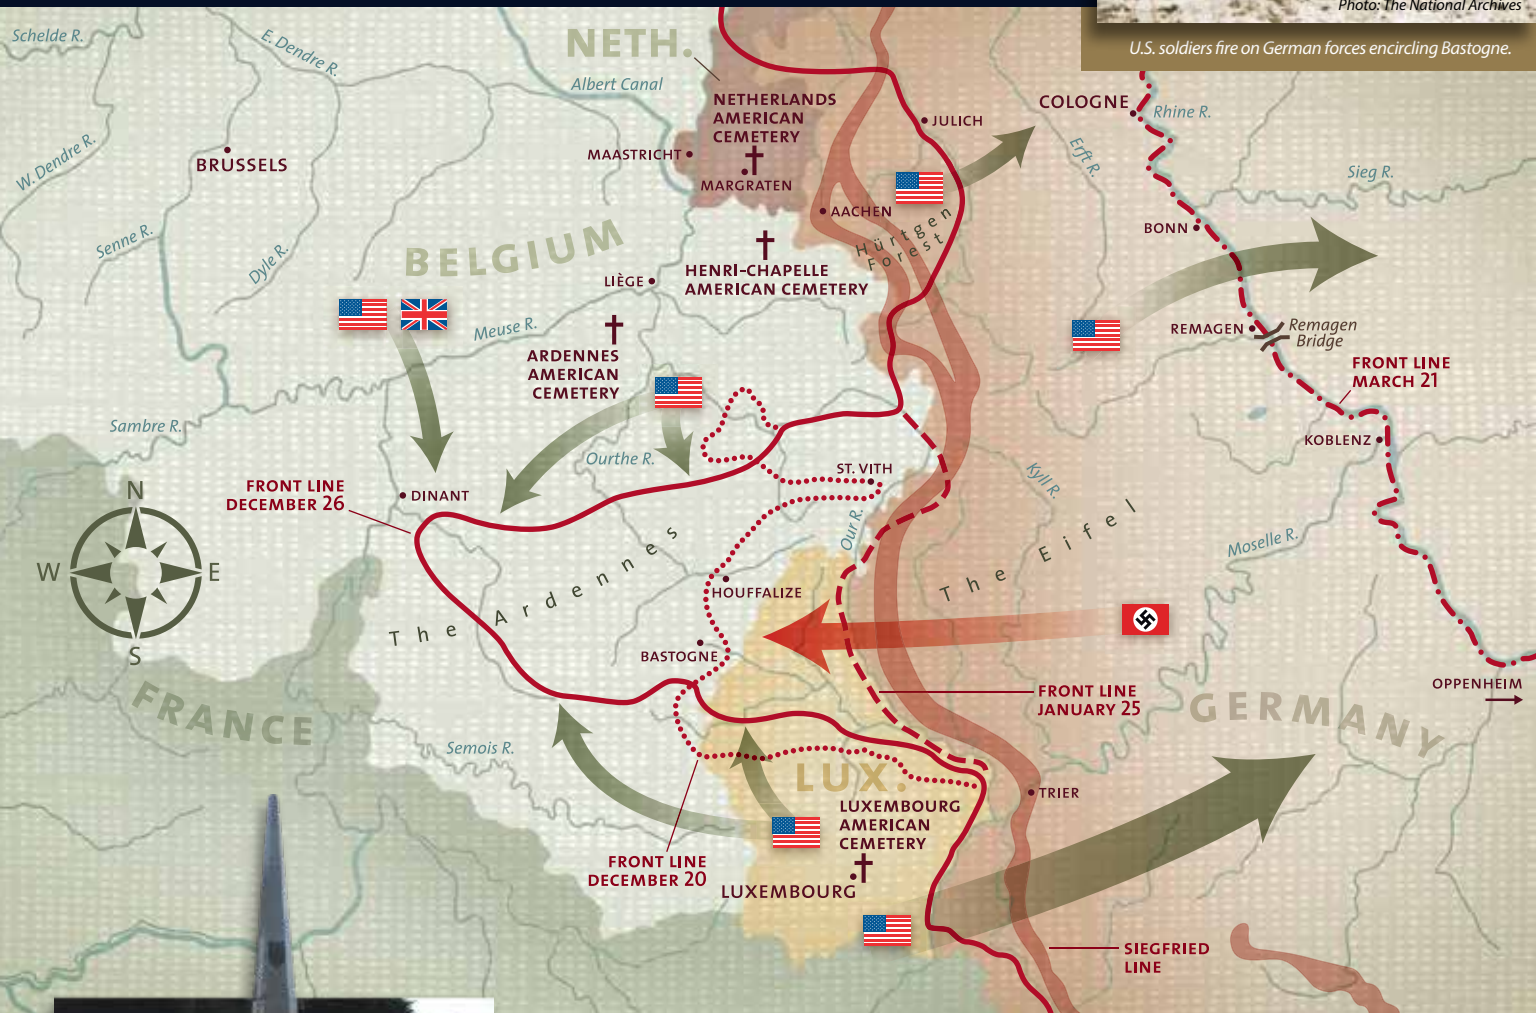 Photo: The National Archives
U.S. soldiers fire on German forces encircling Bastogne.
Schelde R.
E. Dendre R.
NETH.
Albert Canal
NETHERLANDS
AMERICAN
CEMETERY
MAASTRICHT
MARGRATEN
JULICH
COLOGNE
Rhine R.
Erft R.
Sieg R.
W. Dendre R.
BRUSSELS
Senne R.
Dyle R.
BELGIUM
AACHEN
Hürtgen
Forest
BONN
HENRI-CHAPELLE
AMERICAN CEMETERY
LIÈGE
Meuse R.
ARDENNES
AMERICAN
CEMETERY
REMAGEN
Remagen
Bridge
FRONT LINE
MARCH 21
KOBLENZ
Sambre R.
Ourthe R.
ST. VITH
Kyll R.
N
W
E
S
FRONT LINE
DECEMBER 26
DINANT
Our R.
The Eifel
Moselle R.
The Ardennes
HOUFFALIZE
BASTOGNE
FRONT LINE
JANUARY 25
OPPENHEIM
GERMANY
FRANCE
Semois R.
LUX.
TRIER
LUXEMBOURG
AMERICAN
CEMETERY
FRONT LINE
DECEMBER 20
LUXEMBOURG
SIEGFRIED
LINE